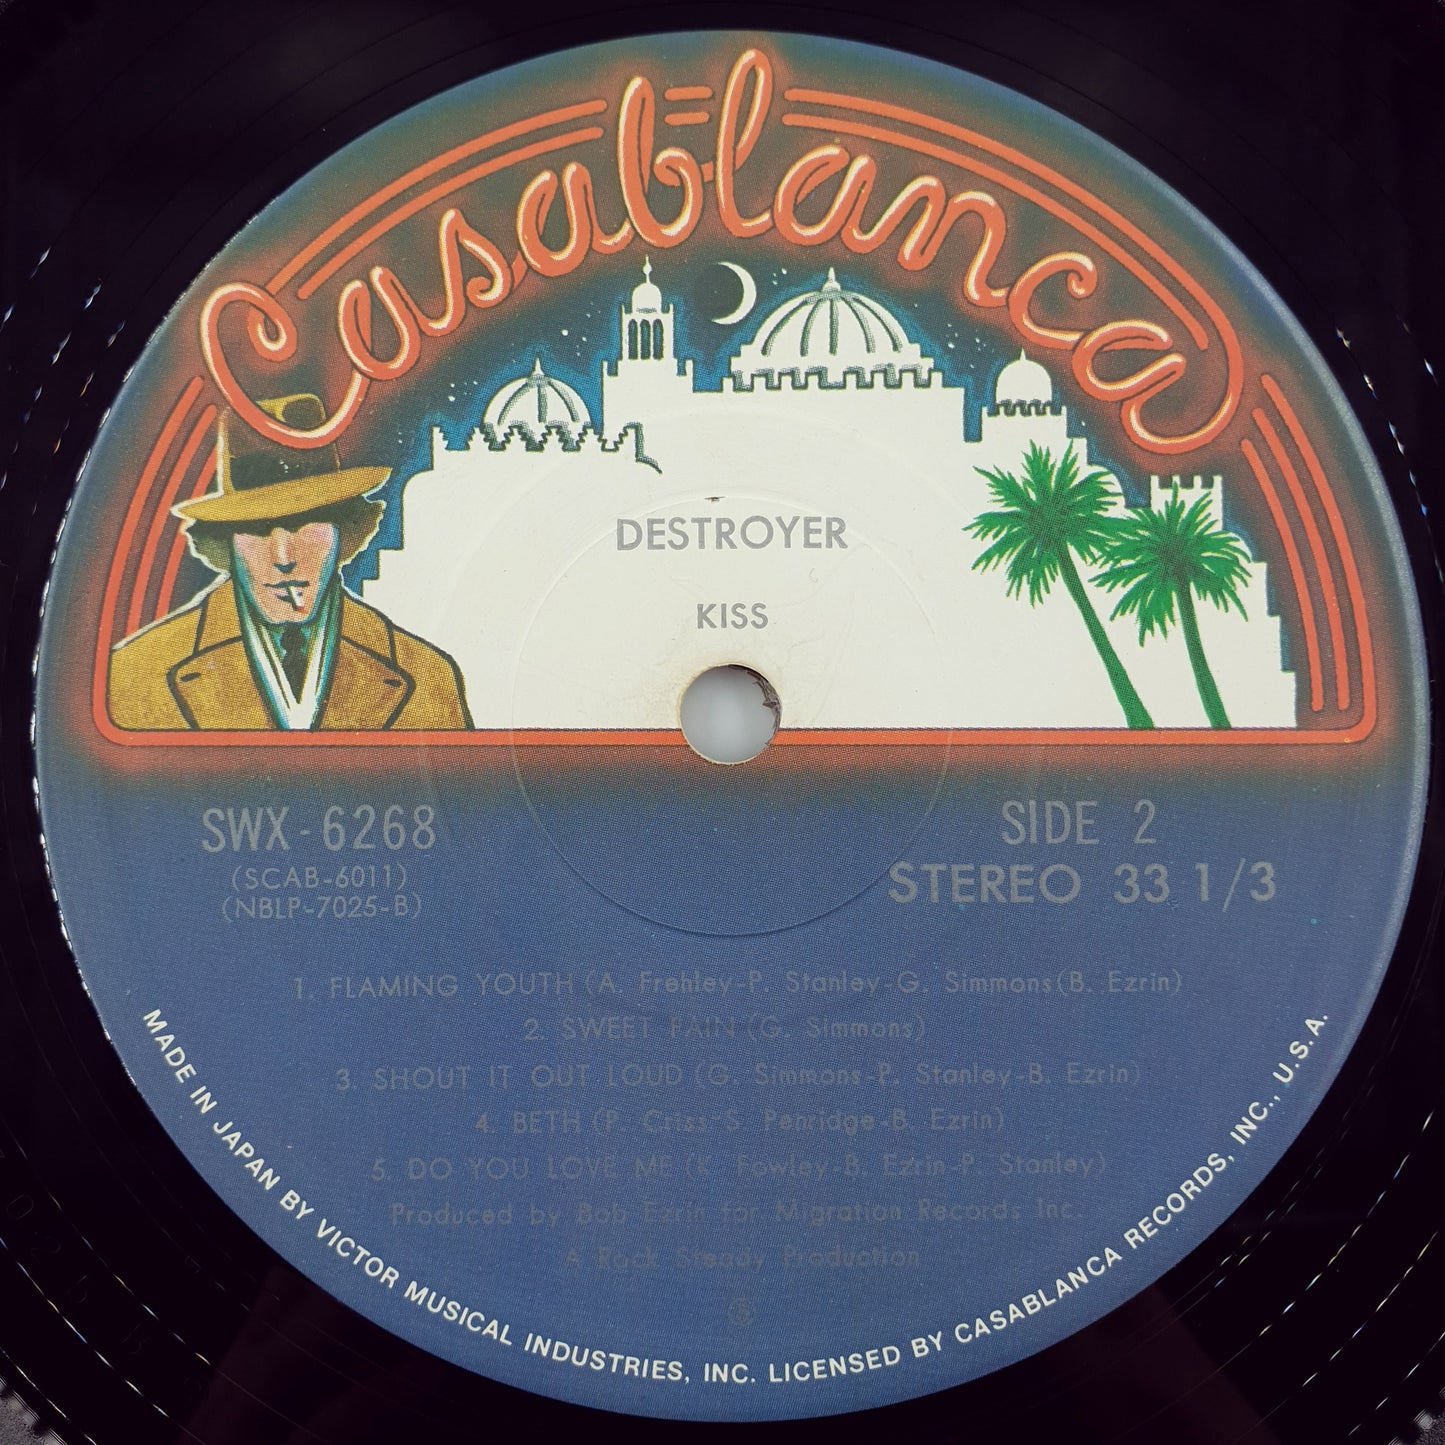 Casablanca
DESTROYER
KISS
SWX-6268
(SCAB-6011)
(NBLP-7025-B)
SIDE 2
STEREO 33 1/3
1. FLAMING YOUTH (A. Frehley-P. Stanley-G. Simmons(B. Ezrin)
2. SWEET PAIN (G. Simmons)
3. SHOUT IT OUT LOUD (G. Simmons-P. Stanley-B. Ezrin)
4. BETH (P. Criss-S. Penridge-B. Ezrin)
5. DO YOU LOVE ME (K. Fowley-B. Ezrin-P. Stanley)
Produced by Bob Ezrin for Migration Records Inc.
A Rock Steady Production
MADE IN JAPAN BY VICTOR MUSICAL INDUSTRIES, INC. LICENSED BY CASABLANCA RECORDS, INC., U.S.A.